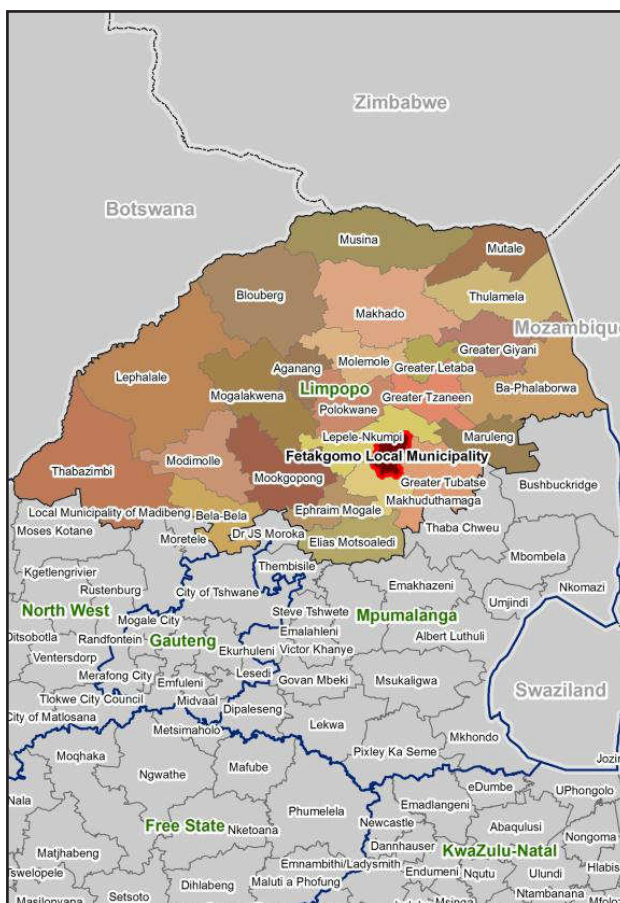 Zimbabwe
Botswana
Musina
Mutale
Blouberg
Thulamela
Makhado
Mozambique
Molemole
Greater Giyani
Aganang
Greater Letaba
Lephalale
Mogalakwena
Limpopo
Ba-Phalaborwa
Greater Tzaneen
Polokwane
Lepele-Nkumpi
Maruleng
Fetakgomo Local Municipality
Modimolle
Thabazimbi
Mookgopong
Greater Tubatse
Bushbuckridge
Makhuduthamaga
Local Municipality of Madibeng
Bela-Bela
Ephraim Mogale
Moses Kotane
Thaba Chweu
Moretele
Dr JS Moroka
Elias Motsoaledi
Mbombela
Thembisile
Kgetlengrivier
Emakhazeni
Rustenburg
City of Tshwane
Nkomazi
North West
Steve Tshwete
Umjindi
Mpumalanga
Mogale City
Emalahleni
Ditsobotla
Randfontein
Gauteng
Albert Luthuli
Ventersdorp
Ekurhuleni
Victor Khanye
Merafong City
Lesedi
Govan Mbeki
Msukaligwa
Swaziland
Tlokwe City Council
Emfuleni
Midvaal
Dipaleseng
City of Matlosana
Lekwa
Mkhondo
Metsimaholo
Moqhaka
Pixley Ka Seme
Jozin
Ngwathe
Mafube
eDumbe
UPhongolo
Nala
Emadlangeni
Phumelela
Free State
Newcastle
Abaqulusi
Nketoana
Nongoma
Dannhauser
KwaZulu-Natal
Matjhabeng
Emnambithi/Ladysmith
Endumeni
Nqutu
Ulundi
Hlabis
Tswelopele
Dihlabeng
Maluti a Phofung
Setsoto
Ntambanana
Masilonyana
Msinga
Mfoloz